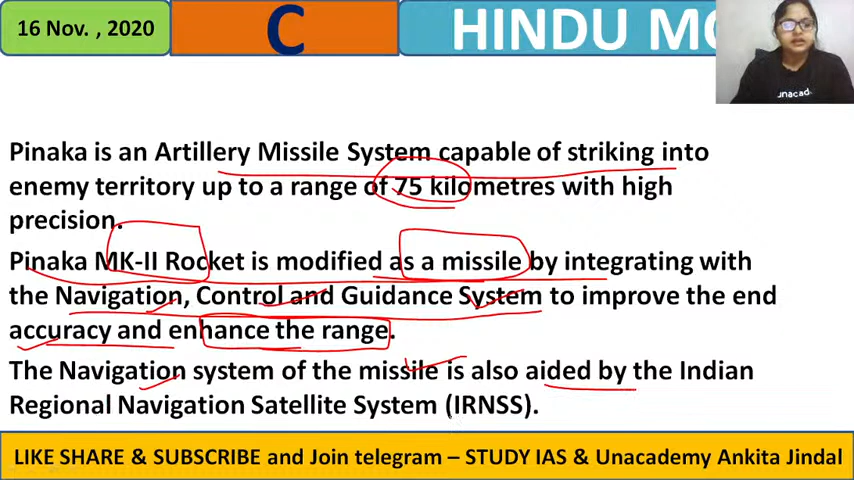 16 Nov. , 2020
C
HINDU MO
unacad
Pinaka is an Artillery Missile System capable of striking into
enemy territory up to a range of 75 kilometres with high
precision.
Pinaka MK-II Rocket is modified as a missile by integrating with
the Navigation, Control and Guidance System to improve the end
accuracy and enhance the range.
The Navigation system of the missile is also aided by the Indian
Regional Navigation Satellite System (IRNSS).
LIKE SHARE & SUBSCRIBE and Join telegram – STUDY IAS & Unacademy Ankita Jindal